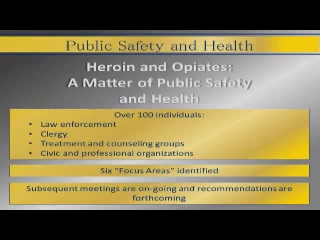 Public Safety and Health
Heroin and Opiates:
A Matter of Public Safety
and Health
Over 100 individuals:
• Law enforcement
• Clergy
• Treatment and counseling groups
• Civic and professional organizations
Six "Focus Areas" identified
Subsequent meetings are on-going and recommendations are
forthcoming